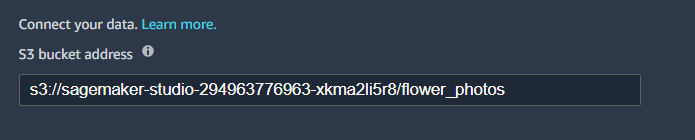 Connect your data. Learn more.
S3 bucket address
s3://sagemaker-studio-294963776963-xkma2li5r8/flower_photos